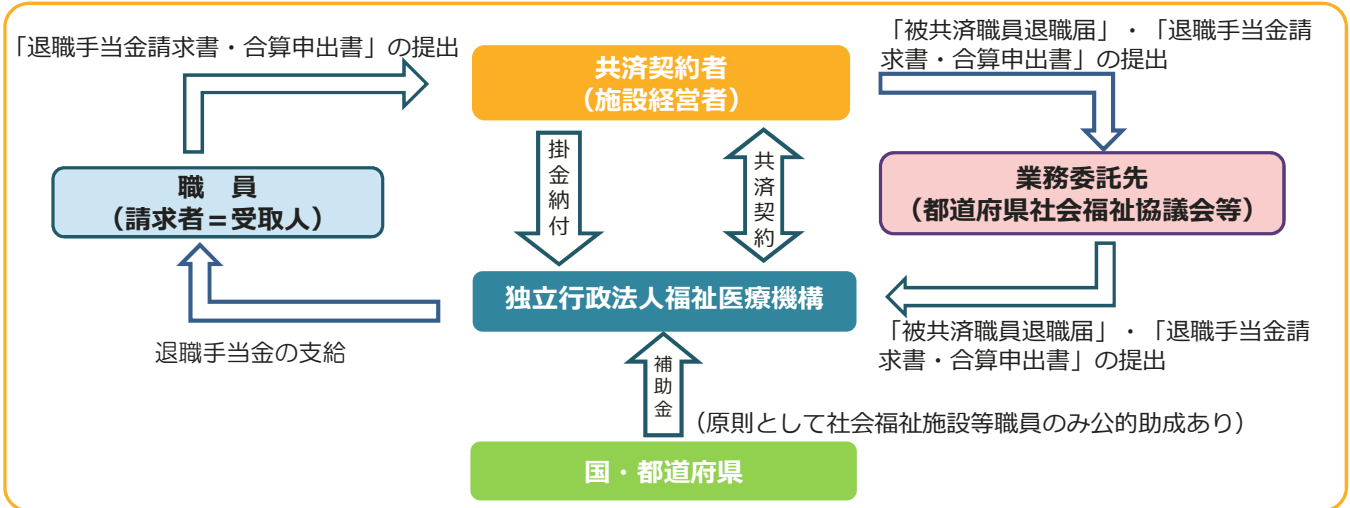 「退職手当金請求書・合算申出書」の提出
共済契約者
（施設経営者）
「被共済職員退職届」・「退職手当金請
求書・合算申出書」の提出
職　員
（請求者＝受取人）
掛金納付
共済契約
業務委託先
（都道府県社会福祉協議会等）
独立行政法人福祉医療機構
退職手当金の支給
「被共済職員退職届」・「退職手当金請
求書・合算申出書」の提出
補助金
（原則として社会福祉施設等職員のみ公的助成あり）
国・都道府県